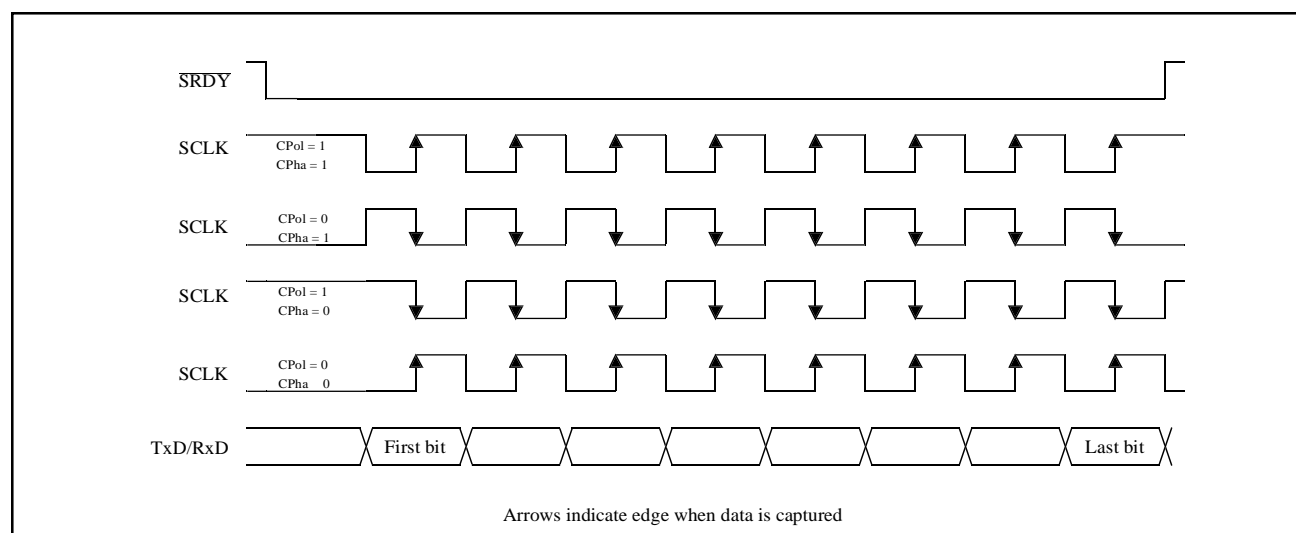 SRDY
SCLK
CPol = 1
CPha = 1
SCLK
CPol = 0
CPha = 1
SCLK
CPol = 1
CPha = 0
SCLK
CPol = 0
CPha 0
TxD/RxD
First bit
Last bit
Arrows indicate edge when data is captured